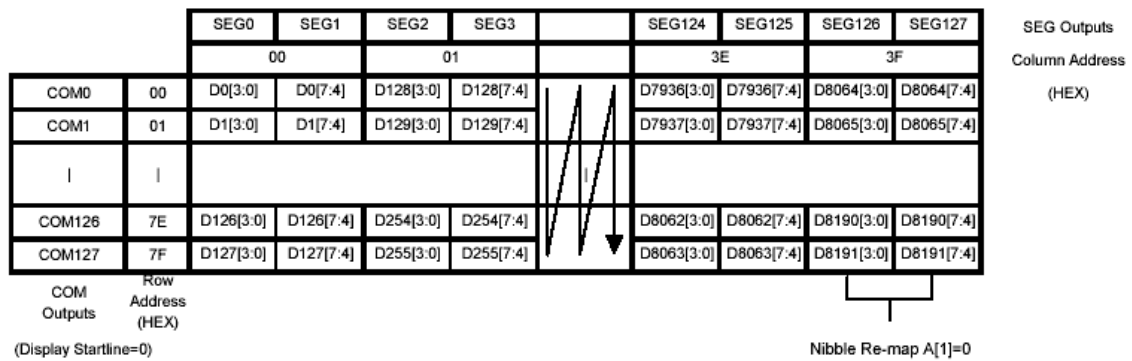 SEG0 SEG1 SEG2 SEG3 SEG124 SEG125 SEG126 SEG127 SEG Outputs
00 01 3E 3F Column Address
COM0 00 D0[3:0] D0[7:4] D128[3:0] D128[7:4] D7936[3:0] D7936[7:4] D8064[3:0] D8064[7:4] (HEX)
COM1 01 D1[3:0] D1[7:4] D129[3:0] D129[7:4] D7937[3:0] D7937[7:4] D8065[3:0] D8065[7:4]
| | |
COM126 7E D126[3:0] D126[7:4] D254[3:0] D254[7:4] D8062[3:0] D8062[7:4] D8190[3:0] D8190[7:4]
COM127 7F D127[3:0] D127[7:4] D255[3:0] D255[7:4] D8063[3:0] D8063[7:4] D8191[3:0] D8191[7:4]
COM
Outputs
Row
Address
(HEX)
(Display Startline=0)
Nibble Re-map A[1]=0